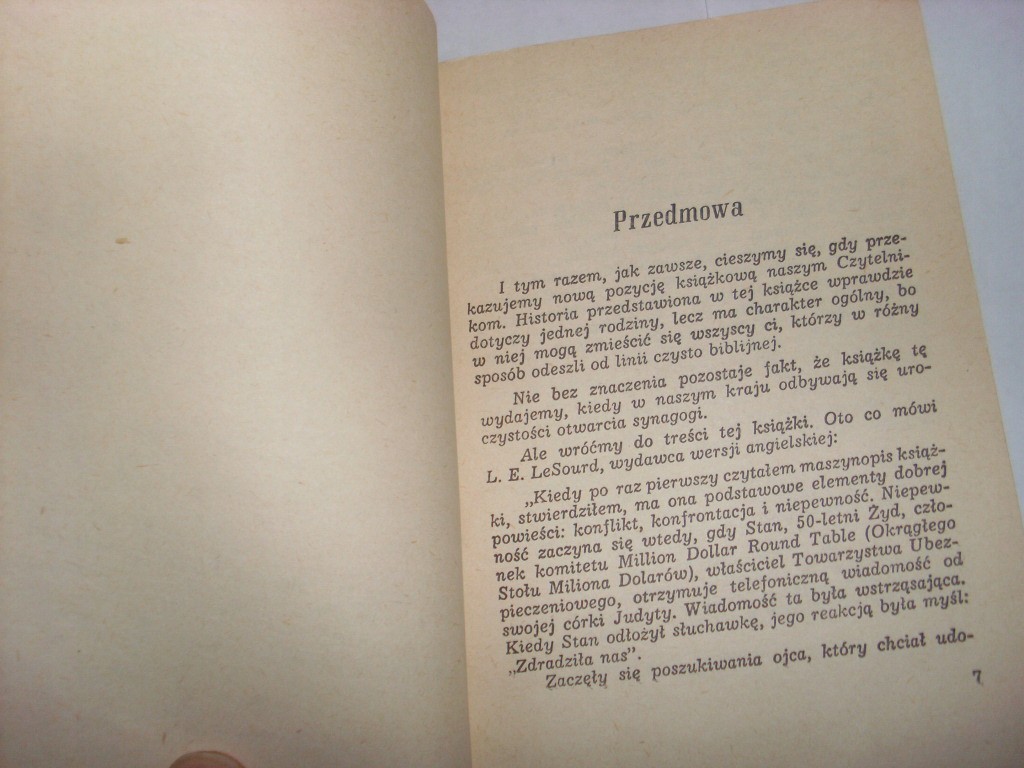 Przedmowa
I tym razem, jak zawsze, cieszymy się, gdy prze-
kazujemy nową pozycję książkową naszym Czytelni-
kom. Historia przedstawiona w tej książce wprawdzie
dotyczy jednej rodziny, lecz ma charakter ogólny, bo
w niej mogą zmieścić się wszyscy ci, którzy w różny
sposób odeszli od linii czysto biblijnej.
Nie bez znaczenia pozostaje fakt, że książkę tę
wydajemy, kiedy w naszym kraju odbywają się uro-
czystości otwarcia synagogi.
Ale wróćmy do treści tej książki. Oto co mówi
L. E. LeSourd, wydawca wersji angielskiej:
„Kiedy po raz pierwszy czytałem maszynopis książ-
ki, stwierdziłem, ma ona podstawowe elementy dobrej
powieści: konflikt, konfrontacja i niepewność. Niepew-
ność zaczyna się wtedy, gdy Stan, 50-letni Żyd, czło-
nek komitetu Million Dollar Round Table (Okrągłego
Stołu Miliona Dolarów), właściciel Towarzystwa Ubez-
pieczeniowego, otrzymuje telefoniczną wiadomość od
swojej córki Judyty. Wiadomość ta była wstrząsająca.
Kiedy Stan odłożył słuchawkę, jego reakcją była myśl:
„Zdradziła nas".
Zaczęły się poszukiwania ojca, który chciał udo-
7